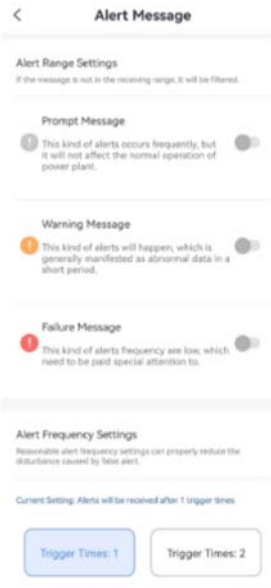 Alert Message
Alert Range Settings
If the message is not in the receiving range, it will be filtered.
Prompt Message
This kind of alerts occurs frequently, but
it will not affect the normal operation of
power plant.
Warning Message
This kind of alerts will happen, which is
generally manifested as abnormal data in a
short period.
Failure Message
This kind of alerts frequency are low, which
need to be paid special attention to.
Alert Frequency Settings
Reasonable alert frequency settings can properly reduce the
disturbance caused by false alert.
Current Setting: Alerts will be received after 1 trigger times
Trigger Times: 1
Trigger Times: 2